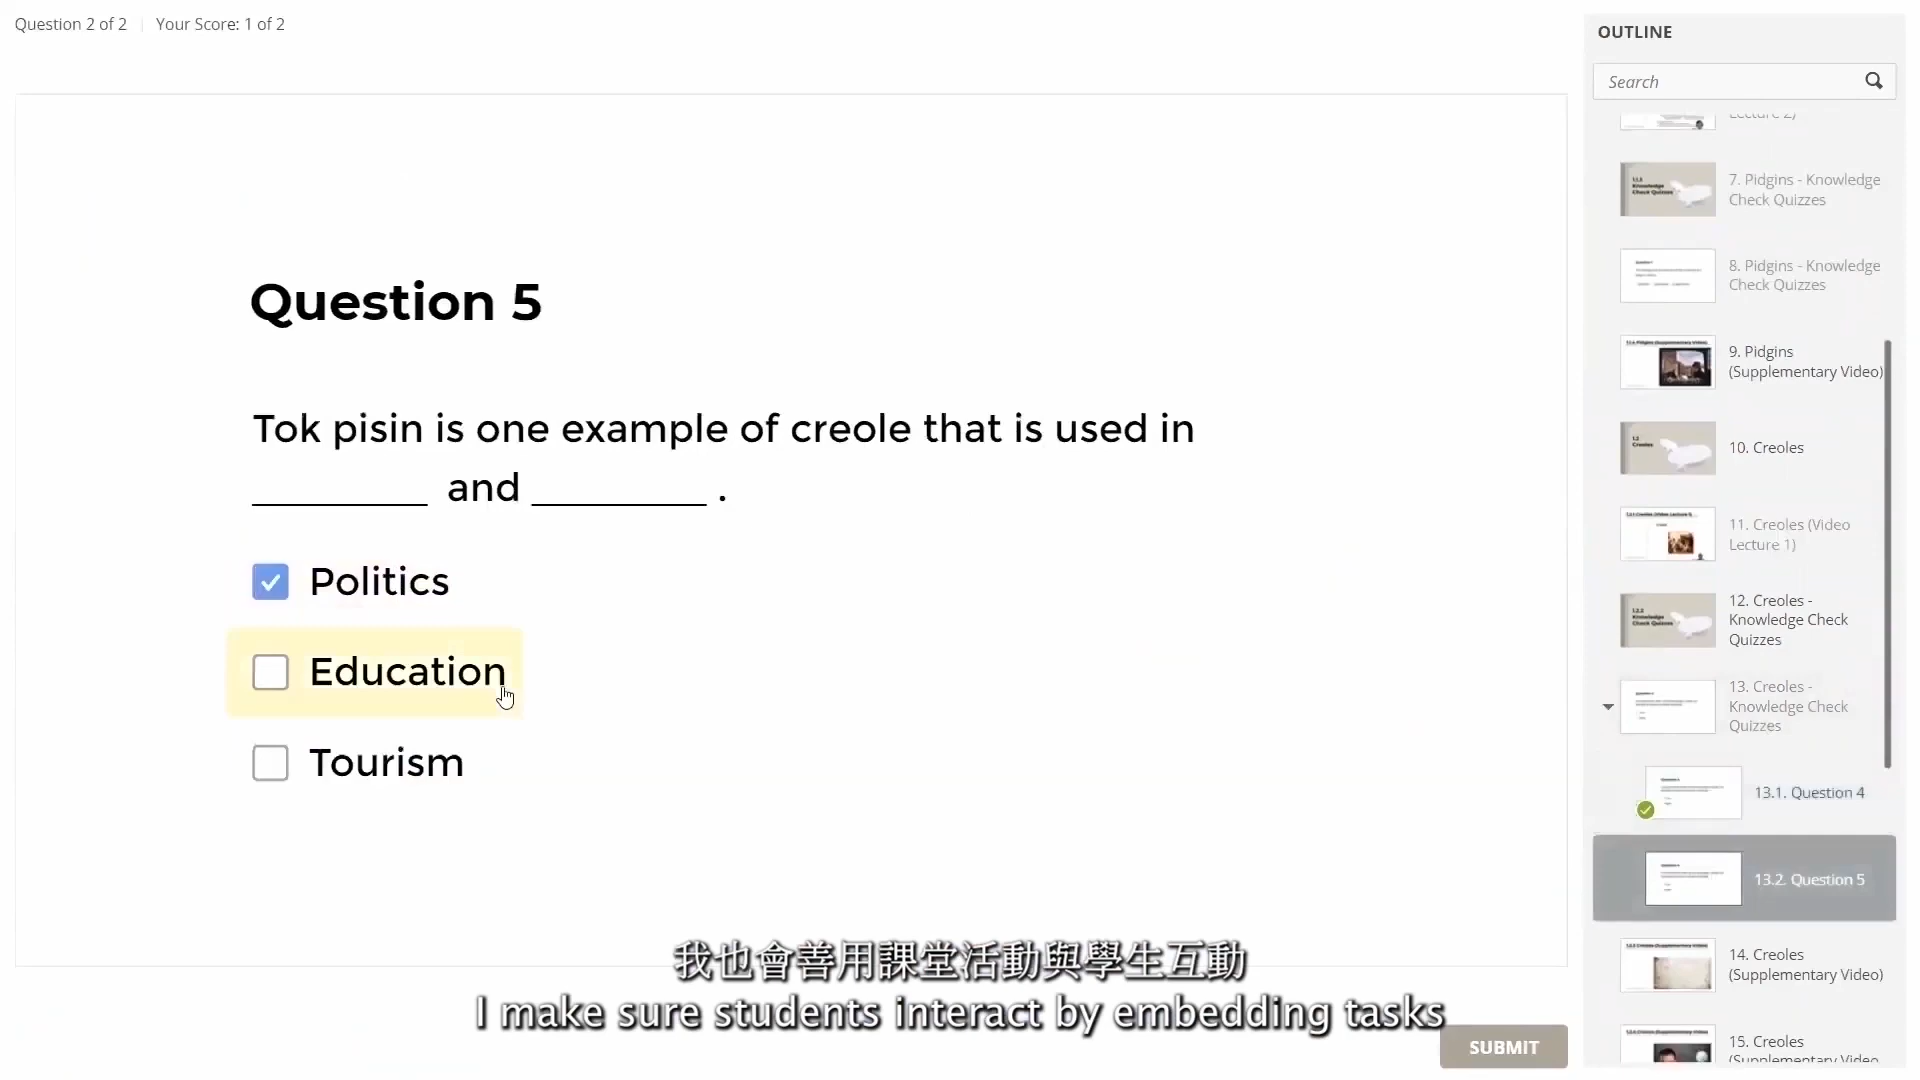 Question 2 of 2
Your Score: 1 of 2
Question 5
Tok pisin is one example of creole that is used in
_________ and _________ .
Politics
Education
Tourism
我也會善用課堂活動與學生互動
I make sure students interact by embedding tasks
SUBMIT
OUTLINE
Search
Lecture 2)
7. Pidgins - Knowledge
Check Quizzes
8. Pidgins - Knowledge
Check Quizzes
9. Pidgins
(Supplementary Video)
10. Creoles
11. Creoles (Video
Lecture 1)
12. Creoles -
Knowledge Check
Quizzes
13. Creoles -
Knowledge Check
Quizzes
13.1. Question 4
13.2. Question 5
14. Creoles
(Supplementary Video)
15. Creoles
(Supplementary Video